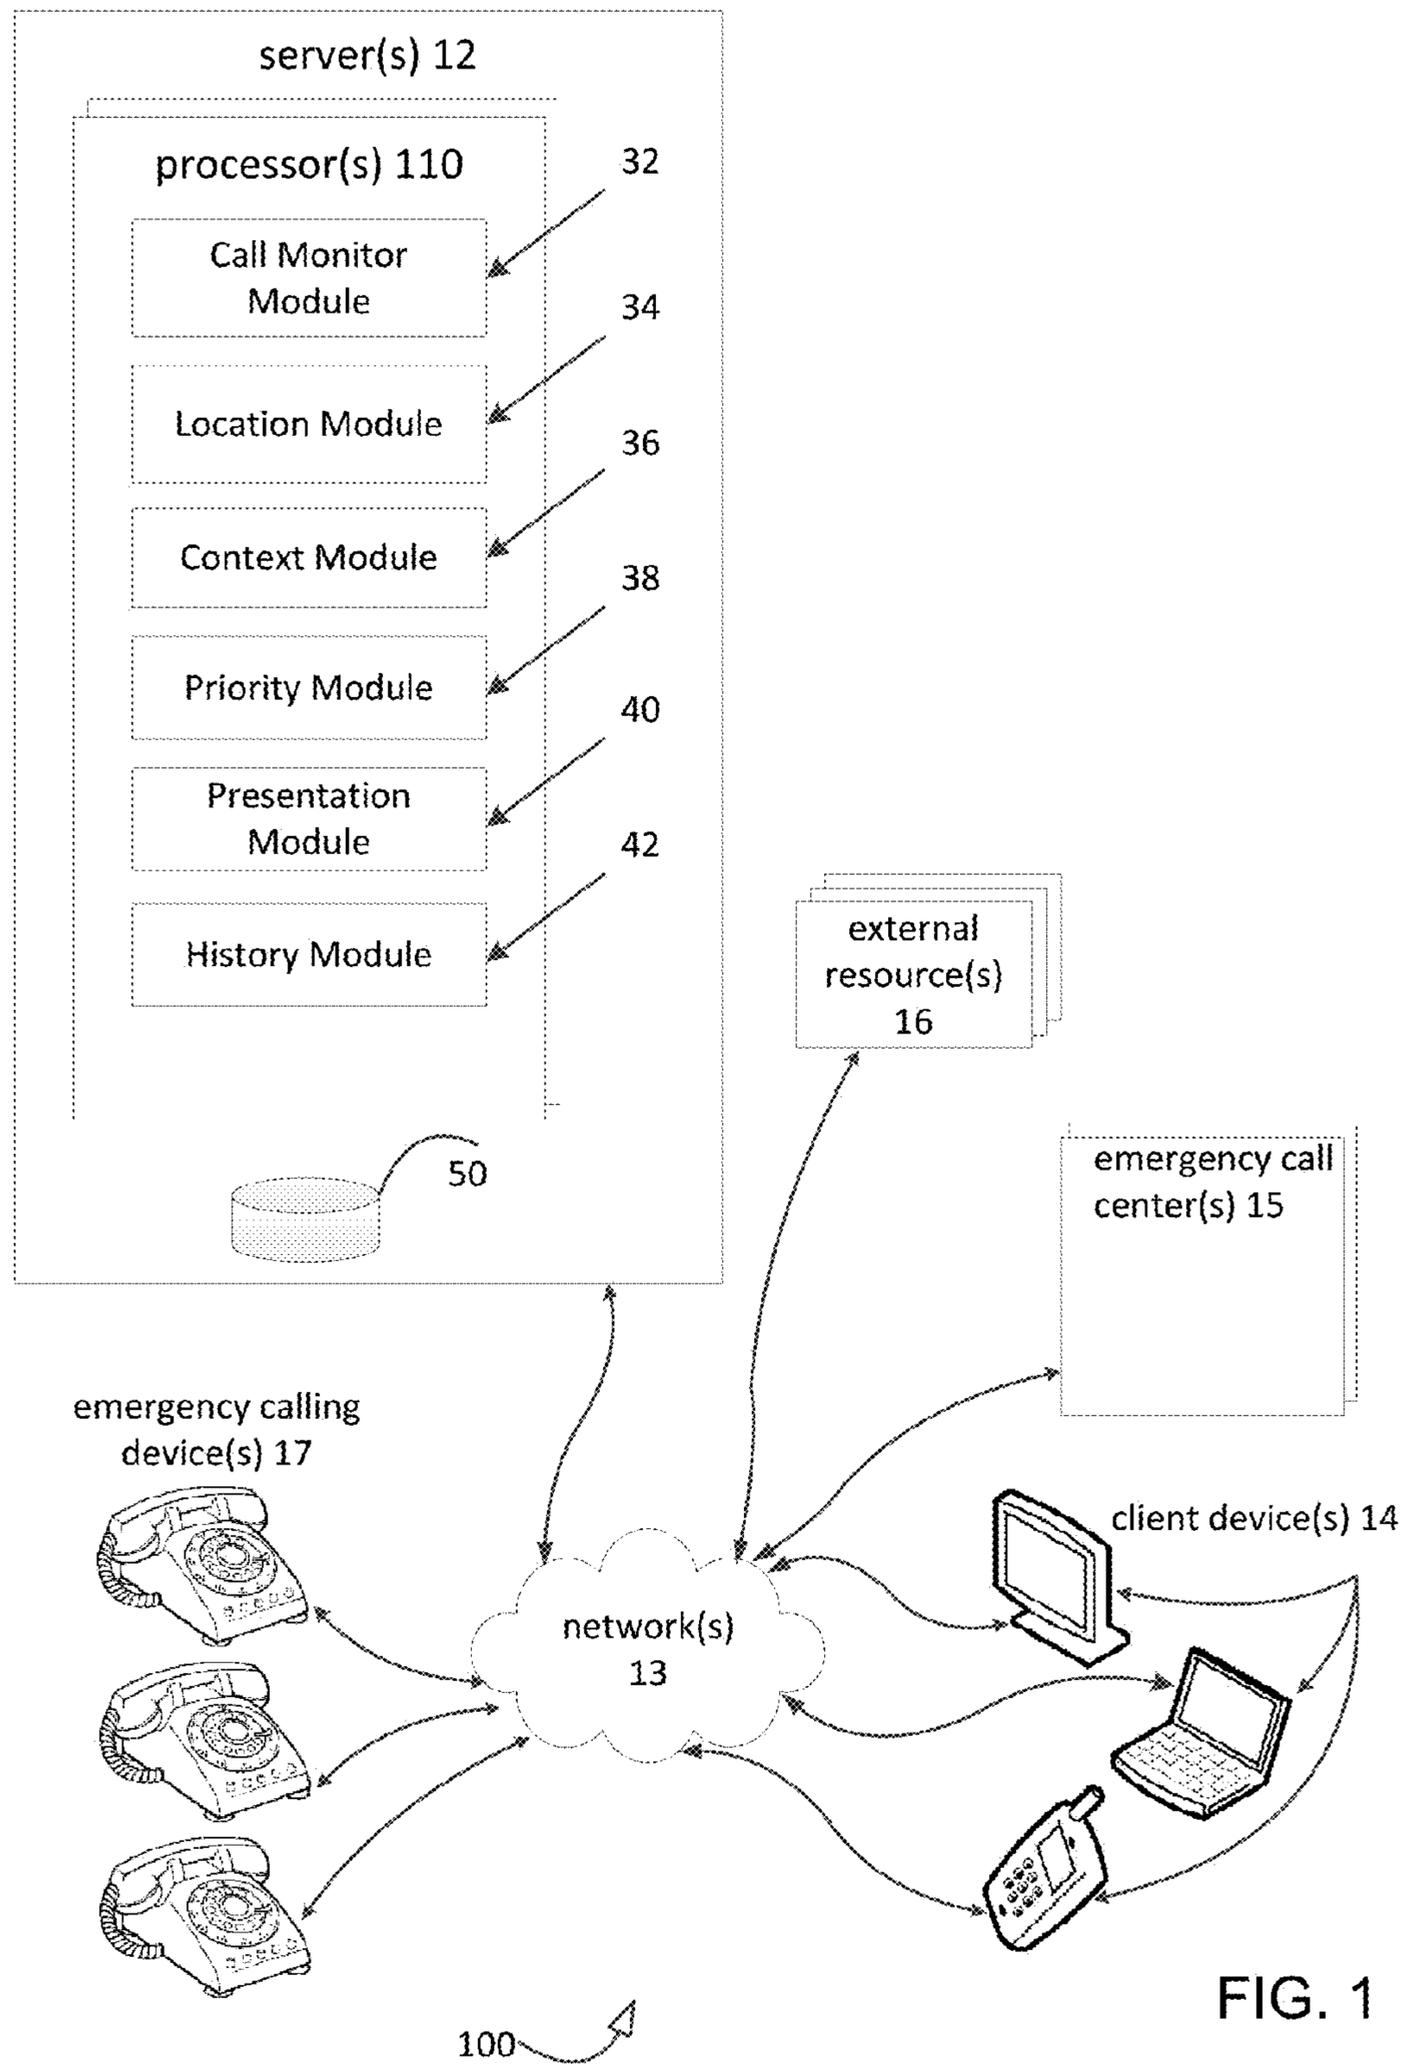 server(s) 12
processor(s) 110
32
Call Monitor
Module
34
Location Module
36
Context Module
38
Priority Module
40
Presentation
Module
42
History Module
50
external
resource(s)
16
emergency call
center(s) 15
emergency calling
device(s) 17
client device(s) 14
network(s)
13
100
FIG. 1